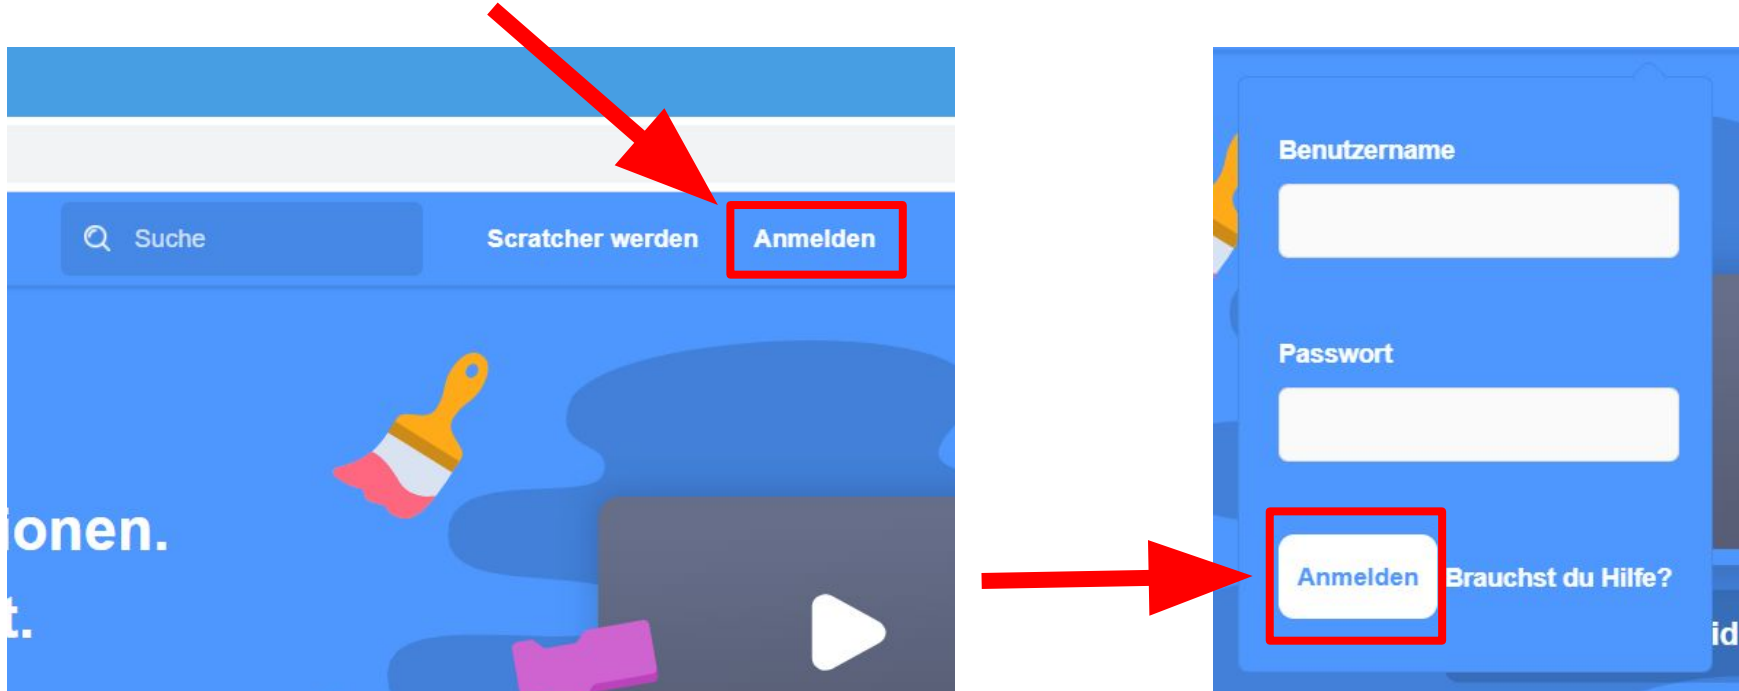 Suche
Scratcher werden
Anmelden
ionen.
t.
Benutzername
Passwort
Anmelden
Brauchst du Hilfe?
id